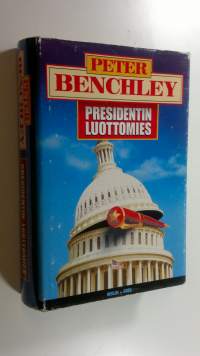 PETER
BENCHLEY
PRESIDENTIN
LUOTTOMIES